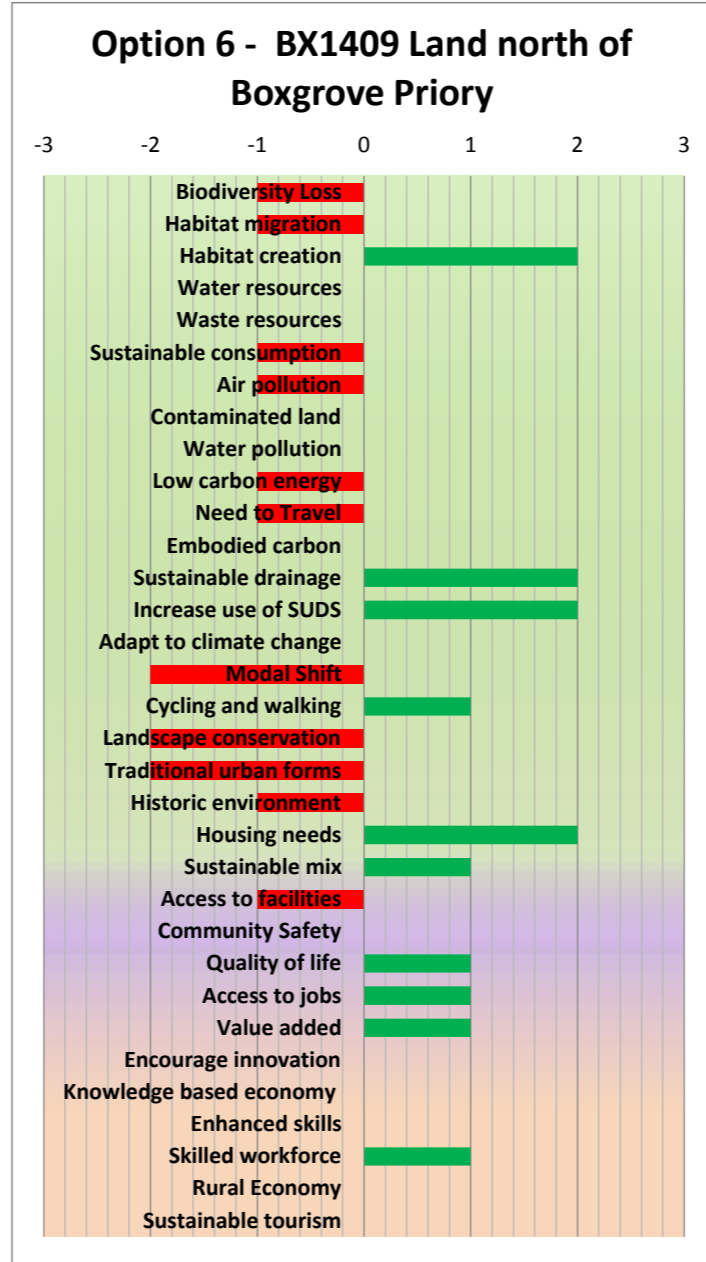 Option 6 - BX1409 Land north of
Boxgrove Priory
-3 -2 -1 0 1 2 3
Biodiversity Loss
Habitat migration
Habitat creation
Water resources
Waste resources
Sustainable consumption
Air pollution
Contaminated land
Water pollution
Low carbon energy
Need to Travel
Embodied carbon
Sustainable drainage
Increase use of SUDS
Adapt to climate change
Modal Shift
Cycling and walking
Landscape conservation
Traditional urban forms
Historic environment
Housing needs
Sustainable mix
Access to facilities
Community Safety
Quality of life
Access to jobs
Value added
Encourage innovation
Knowledge based economy
Enhanced skills
Skilled workforce
Rural Economy
Sustainable tourism